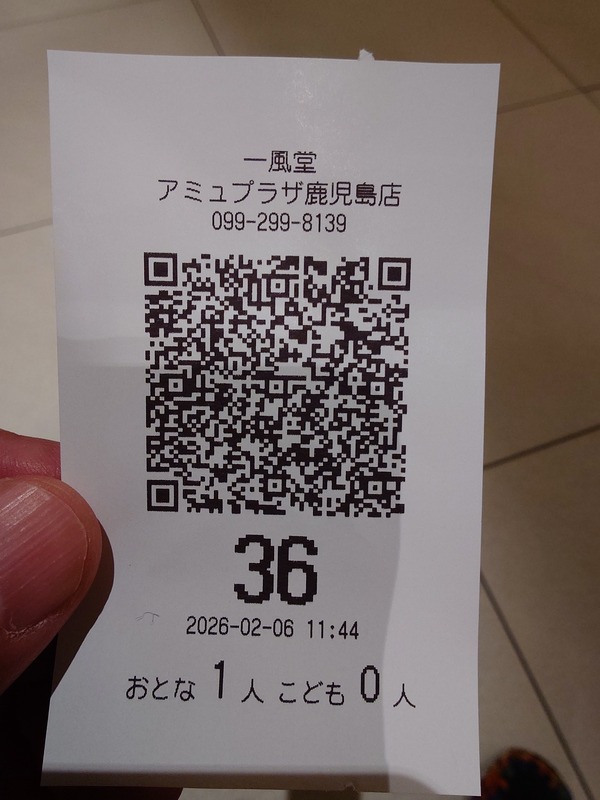 一風堂
アミュプラザ鹿児島店
099-299-8139
36
2026-02-06 11:44
おとな 1 人 こども 0 人